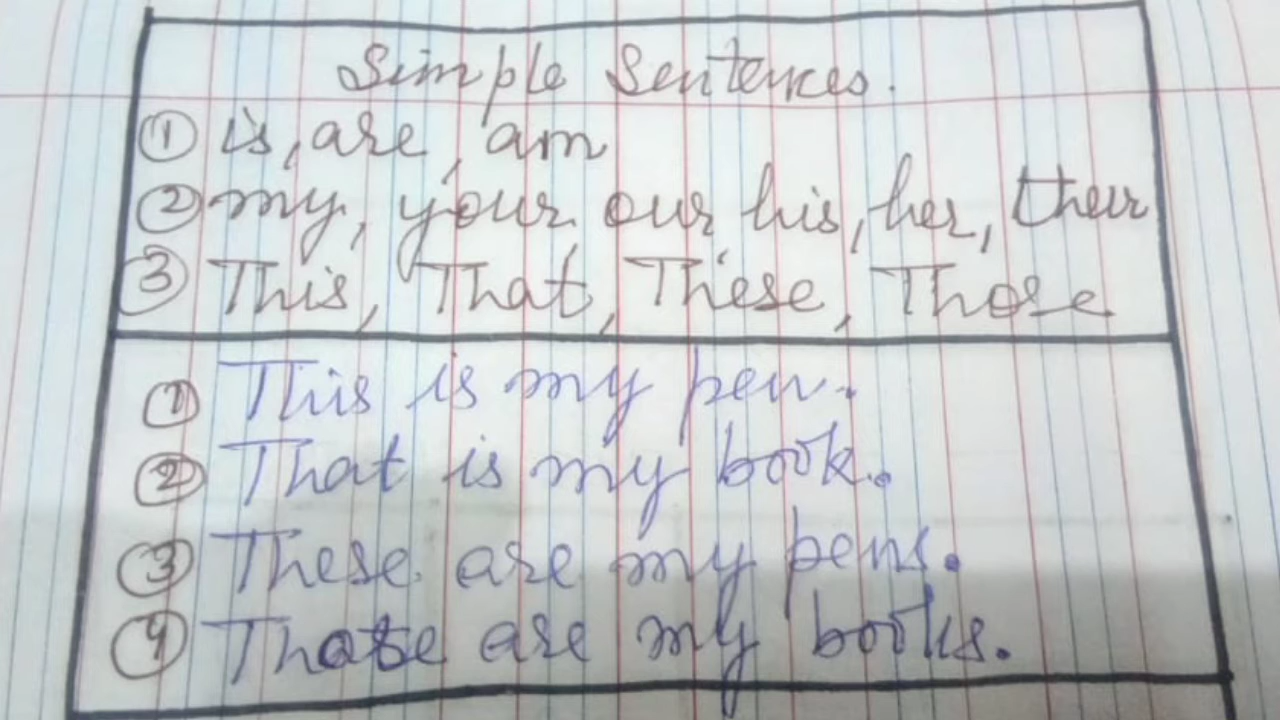 Simple Sentences.
① is, are, am
② my, your our his, her, their
③ This, That, These, Those
① This is my pen.
② That is my book.
③ These are my pens.
④ Those are my books.